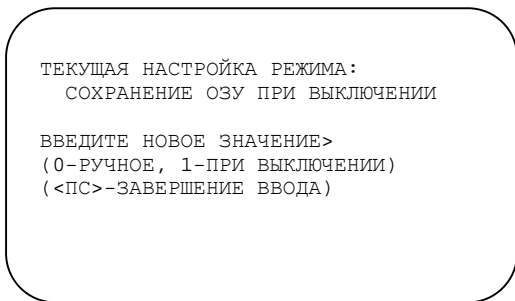 ТЕКУЩАЯ НАСТРОЙКА РЕЖИМА:
СОХРАНЕНИЕ ОЗУ ПРИ ВЫКЛЮЧЕНИИ
ВВЕДИТЕ НОВОЕ ЗНАЧЕНИЕ>
(0-РУЧНОЕ, 1-ПРИ ВЫКЛЮЧЕНИИ)
(<ПС>-ЗАВЕРШЕНИЕ ВВОДА)